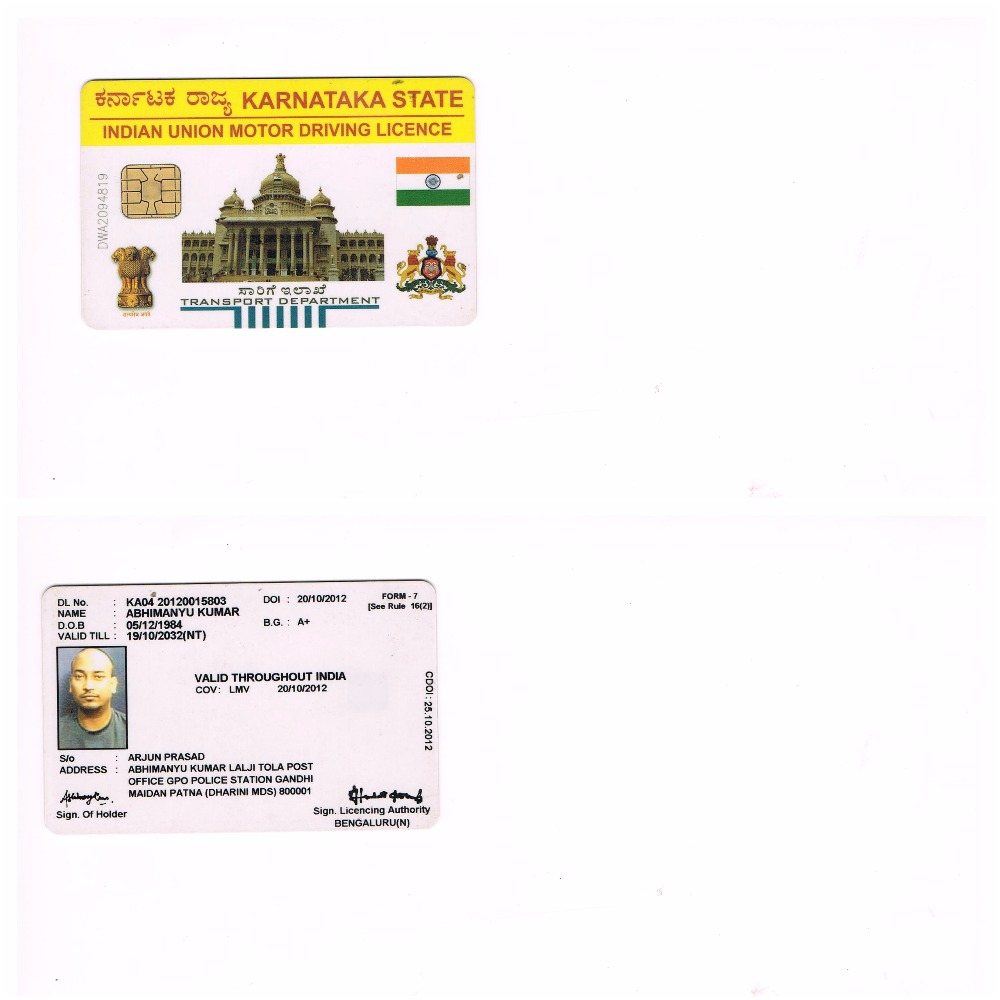 ಕರ್ನಾಟಕ ರಾಜ್ಯ KARNATAKA STATE
INDIAN UNION MOTOR DRIVING LICENCE
DWA2094819
सत्यमेव जयते
ಸಾರಿಗೆ ಇಲಾಖೆ
TRANSPORT DEPARTMENT
DL No. : KA04 20120015803 DOI : 20/10/2012 FORM - 7
NAME : ABHIMANYU KUMAR [See Rule 16(2)]
D.O.B : 05/12/1984 B.G. : A+
VALID TILL : 19/10/2032(NT)
VALID THROUGHOUT INDIA
COV: LMV 20/10/2012
CDOI: 25.10.2012
S/o : ARJUN PRASAD
ADDRESS : ABHIMANYU KUMAR LALJI TOLA POST
OFFICE GPO POLICE STATION GANDHI
MAIDAN PATNA (DHARINI MDS) 800001
Sign. Of Holder
Sign. Licencing Authority
BENGALURU(N)